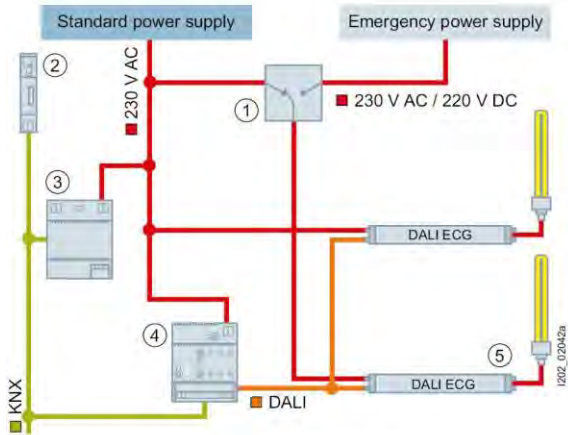 Standard power supply
Emergency power supply
2
230 V AC
1
230 V AC / 220 V DC
3
DALI ECG
4
5
DALI ECG
KNX
DALI
I202_02042a